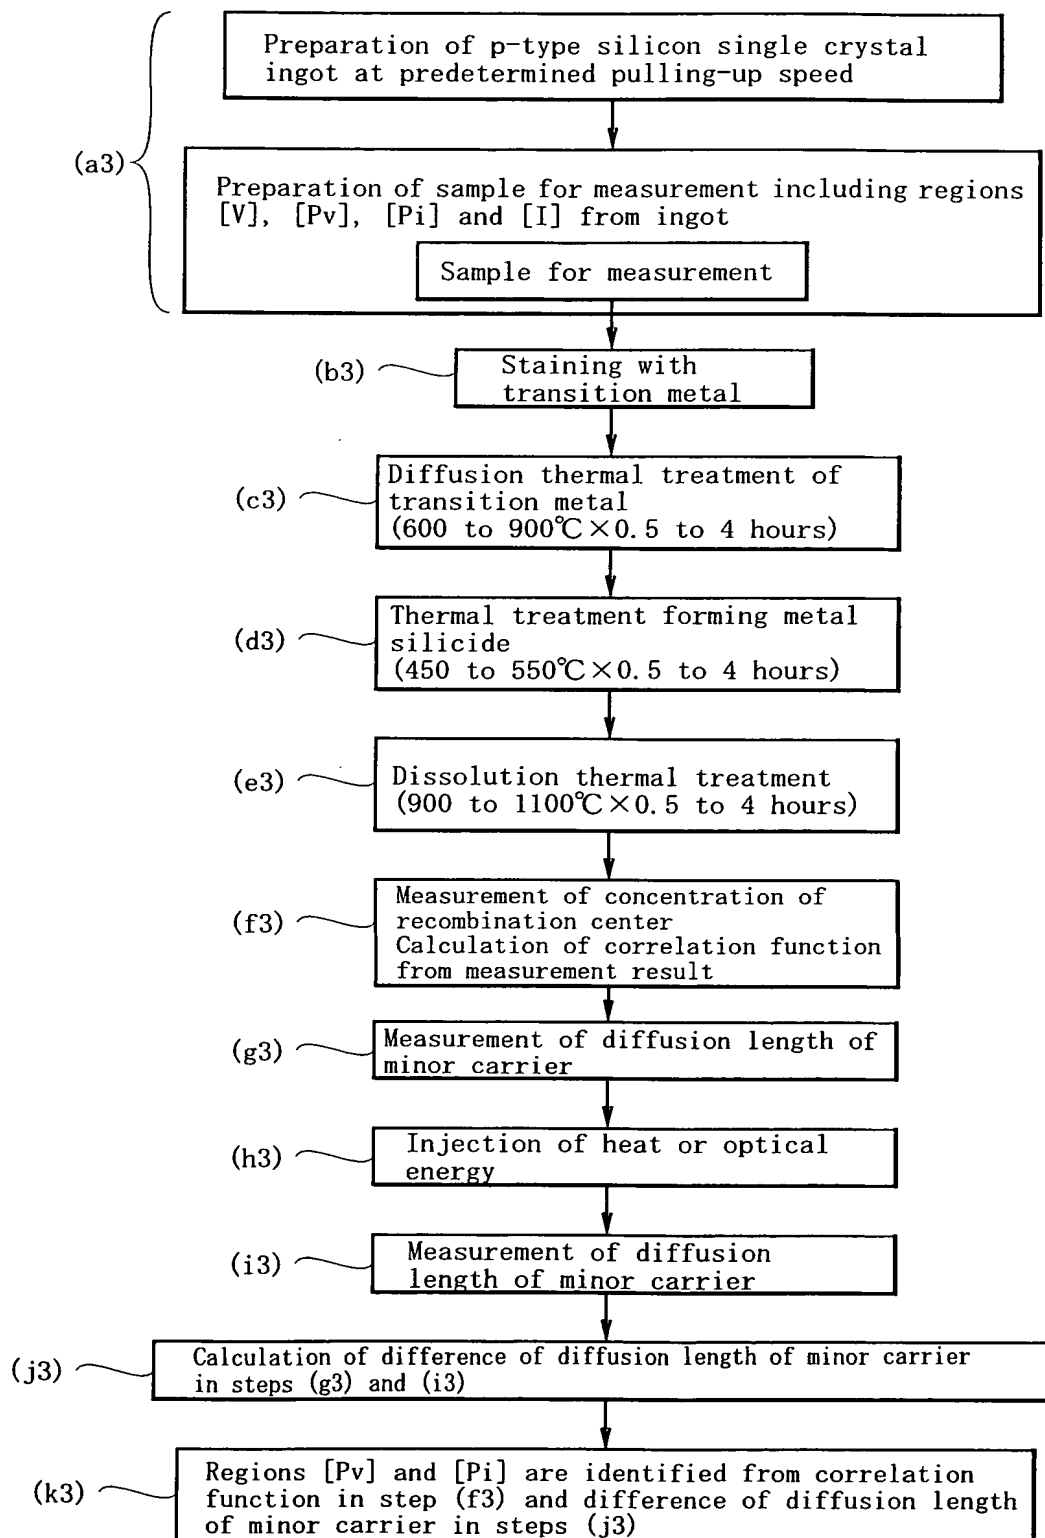 Preparation of p-type silicon single crystal
ingot at predetermined pulling-up speed
(a3)
Preparation of sample for measurement including regions
[V], [Pv], [Pi] and [I] from ingot
Sample for measurement
(b3)
Staining with
transition metal
(c3)
Diffusion thermal treatment of
transition metal
(600 to 900℃×0.5 to 4 hours)
(d3)
Thermal treatment forming metal
silicide
(450 to 550℃×0.5 to 4 hours)
(e3)
Dissolution thermal treatment
(900 to 1100℃×0.5 to 4 hours)
(f3)
Measurement of concentration of
recombination center
Calculation of correlation function
from measurement result
(g3)
Measurement of diffusion length of
minor carrier
(h3)
Injection of heat or optical
energy
(i3)
Measurement of diffusion
length of minor carrier
(j3)
Calculation of difference of diffusion length of minor carrier
in steps (g3) and (i3)
(k3)
Regions [Pv] and [Pi] are identified from correlation
function in step (f3) and difference of diffusion length
of minor carrier in steps (j3)